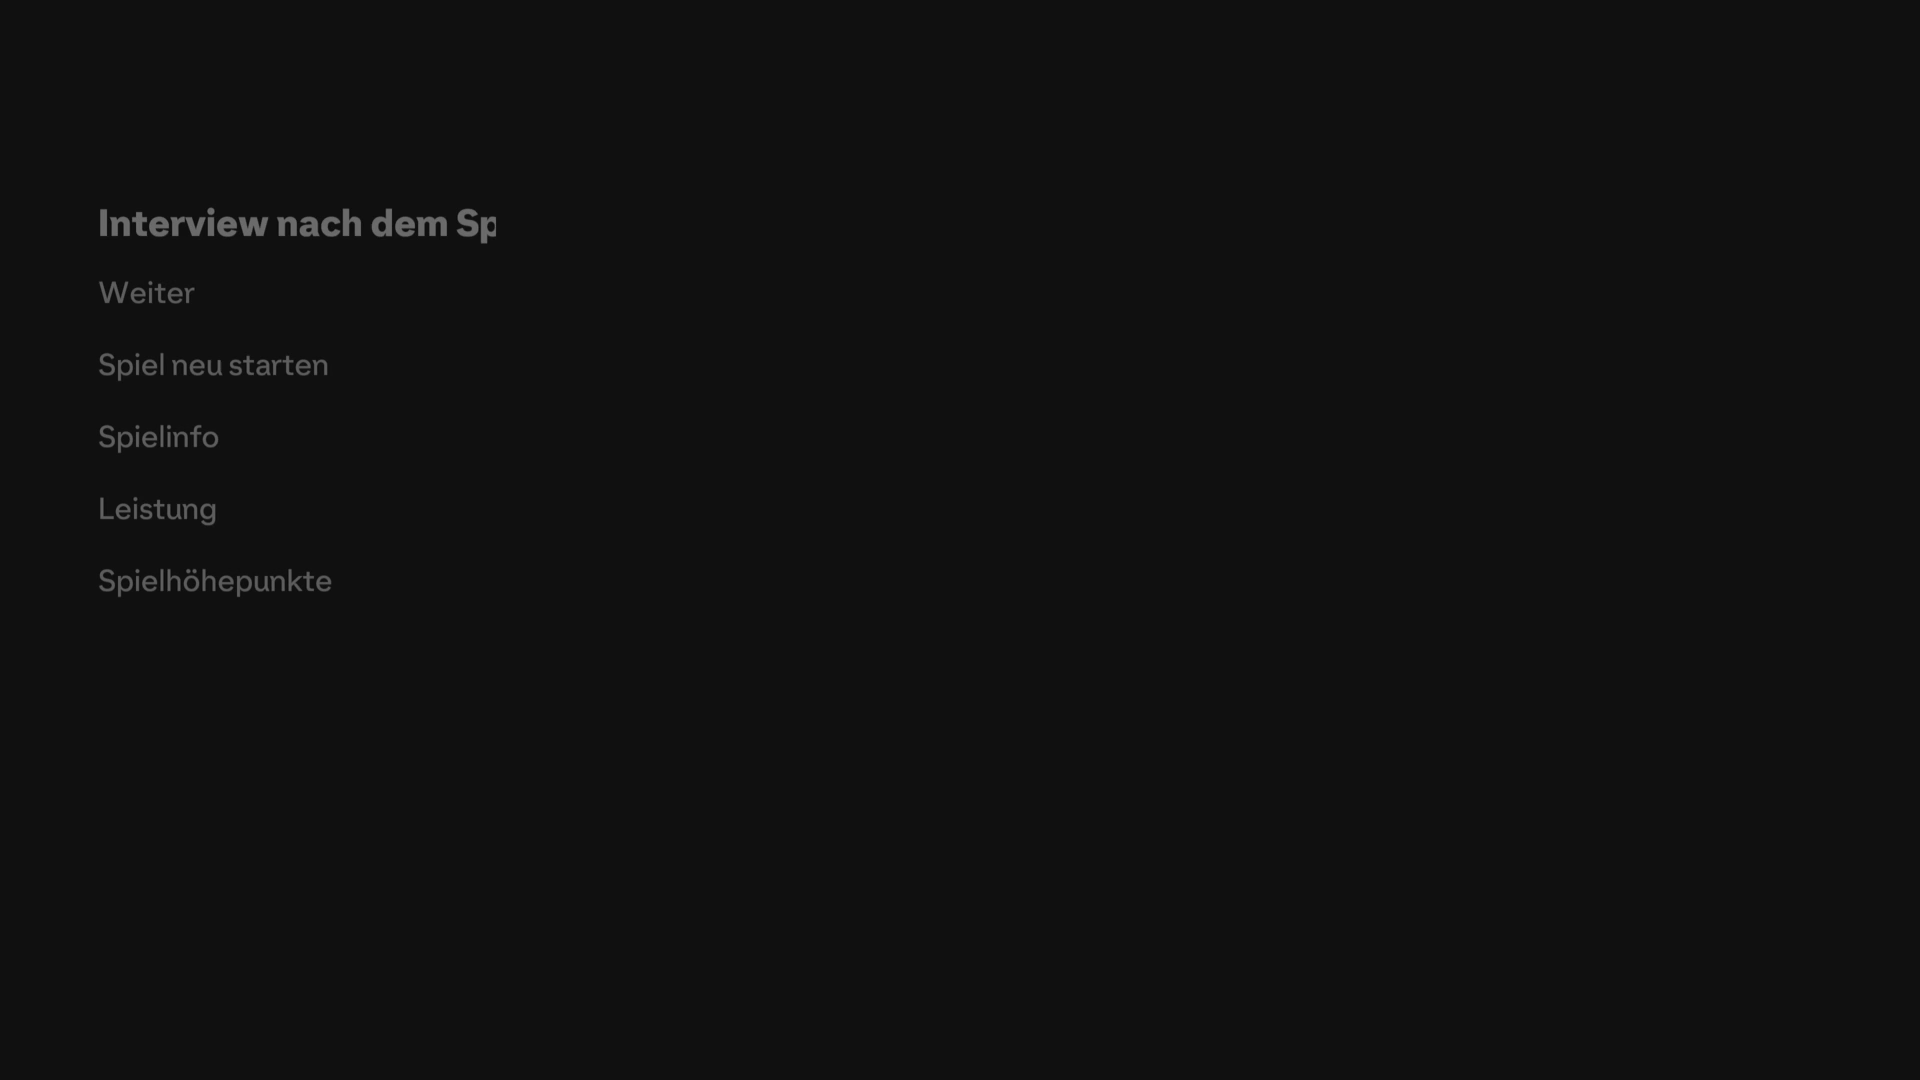 Interview nach dem Sp
Weiter
Spiel neu starten
Spielinfo
Leistung
Spielhöhepunkte